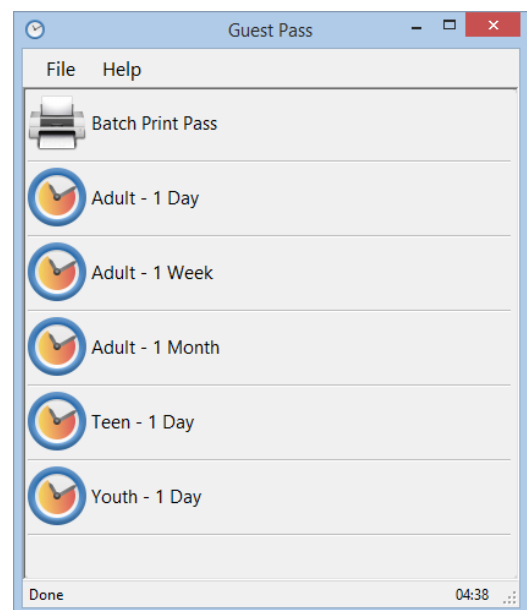 Guest Pass
File Help
Batch Print Pass
Adult - 1 Day
Adult - 1 Week
Adult - 1 Month
Teen - 1 Day
Youth - 1 Day
Done 04:38